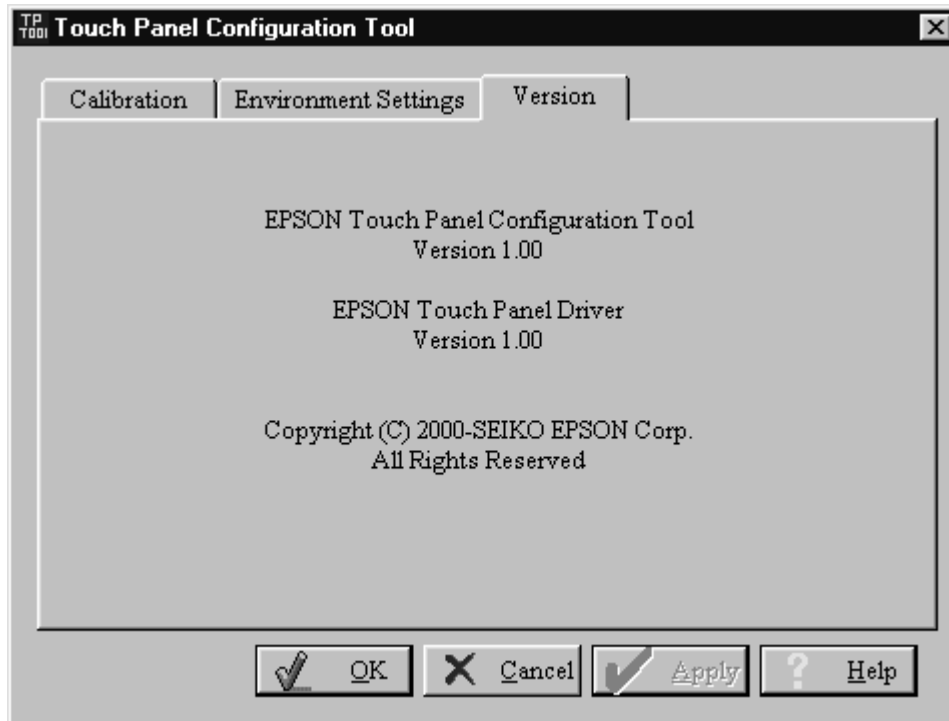 TP TOOl Touch Panel Configuration Tool
Calibration Environment Settings Version
EPSON Touch Panel Configuration Tool
Version 1.00
EPSON Touch Panel Driver
Version 1.00
Copyright (C) 2000-SEIKO EPSON Corp.
All Rights Reserved
OK Cancel Apply Help